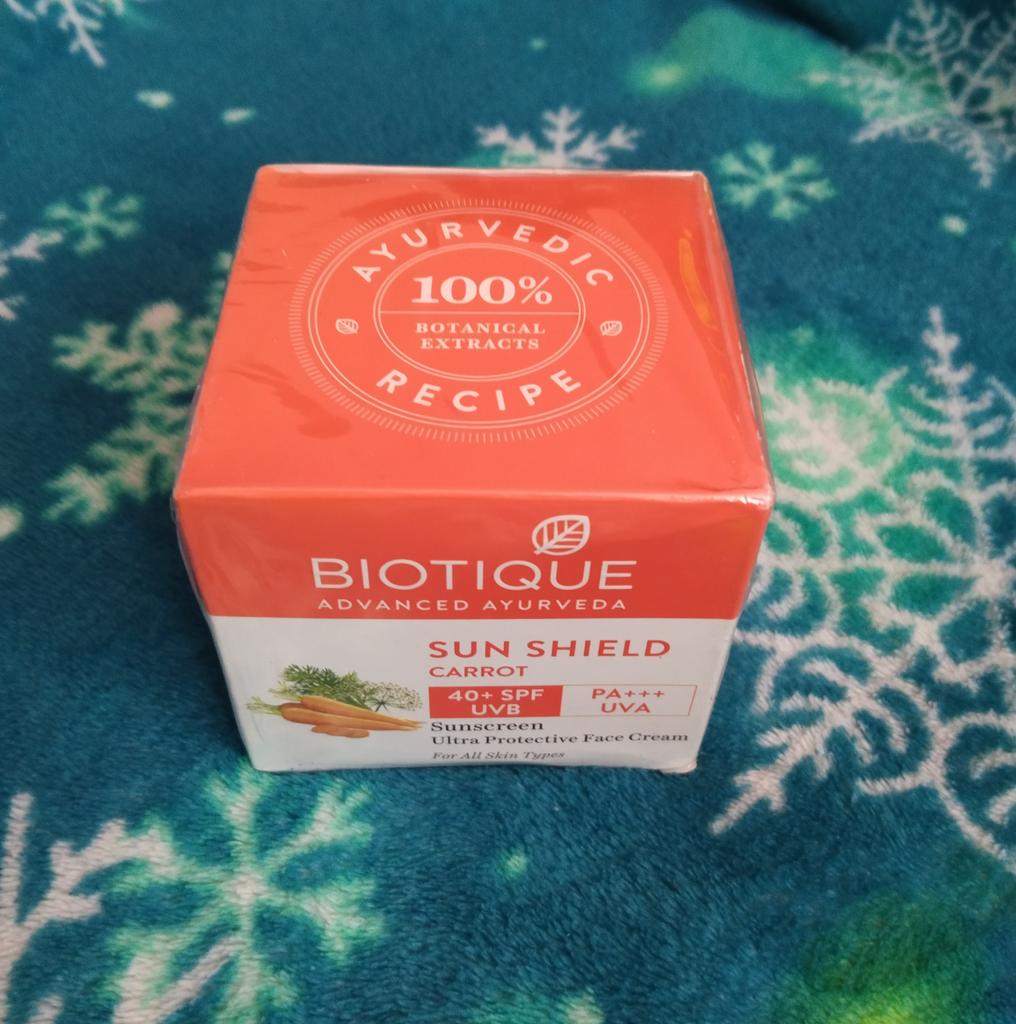 AYURVEDIC
100%
BOTANICAL
EXTRACTS
RECIPE
BIOTIQUE
ADVANCED AYURVEDA
SUN SHIELD
CARROT
40+ SPF
UVB
PA+++
UVA
Sunscreen
Ultra Protective Face Cream
For All Skin Types